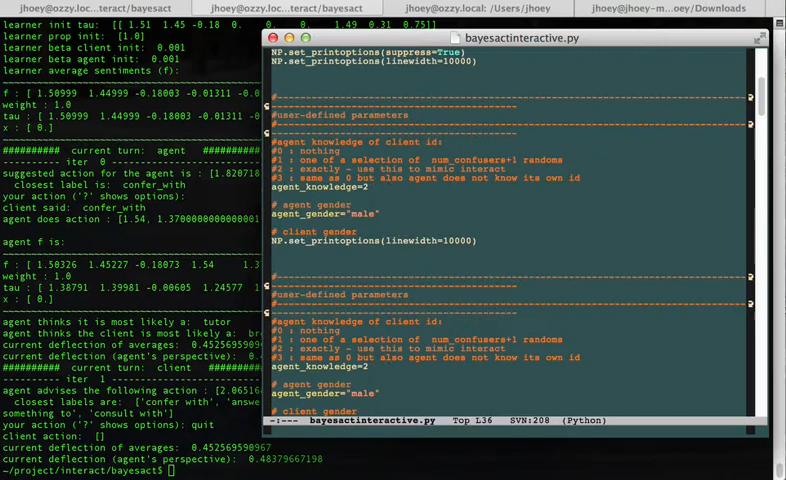 jhoey@ozzy.loc...teract/bayesact
jhoey@ozzy.loc...teract/bayesact
jhoey@ozzy.local: /Users/jhoey
jhoey@jhoey-m...oey/Downloads
learner init tau: [[ 1.51 1.45 -0.18 0. 0. 1.49 0.31 0.75]]
learner prop init: [1.0]
learner beta client init: 0.001
learner beta agent init: 0.001
learner average sentiments (f):
f : [ 1.50999 1.44999 -0.18003 -0.01311 -0.01
weight : 1.0
tau : [ 1.50999 1.44999 -0.18003 -0.01311 -0.01
x : [ 0.]
########## current turn: agent ########
---------- iter 0 ----------
suggested action for the agent is : [1.820718
closest label is: confer_with
your action ('?' shows options):
client said: confer_with
agent does action : [1.54, 1.3700000000000001
agent f is:
f : [ 1.50326 1.45227 -0.18073 1.54 1.3
weight : 1.0
tau : [ 1.38791 1.39981 -0.00605 1.24577
x : [ 0.]
agent thinks it is most likely a: tutor
agent thinks the client is most likely a: br
current deflection of averages: 0.4525659096
current deflection (agent's perspective): 0.4
########## current turn: client ########
---------- iter 1 ----------
agent advises the following action : [2.06516
closest labels are: ['confer with', 'answe
something to', 'consult with']
your action ('?' shows options): quit
client action: []
current deflection of averages: 0.452569590967
current deflection (agent's perspective): 0.48379667198
~/project/interact/bayesact$
bayesactinteractive.py
NP.set_printoptions(suppress=True)
NP.set_printoptions(linewidth=10000)
#user-defined parameters
#agent knowledge of client id:
#0 : nothing
#1 : one of a selection of num_confusers+1 randoms
#2 : exactly - use this to mimic interact
#3 : same as 0 but also agent does not know its own id
agent_knowledge=2
# agent gender
agent_gender="male"
# client gender
NP.set_printoptions(linewidth=10000)
#user-defined parameters
#agent knowledge of client id:
#0 : nothing
#1 : one of a selection of num_confusers+1 randoms
#2 : exactly - use this to mimic interact
#3 : same as 0 but also agent does not know its own id
agent_knowledge=2
# agent gender
agent_gender="male"
# client gender
-:--- bayesactinteractive.py Top L36 SVN:208 (Python)